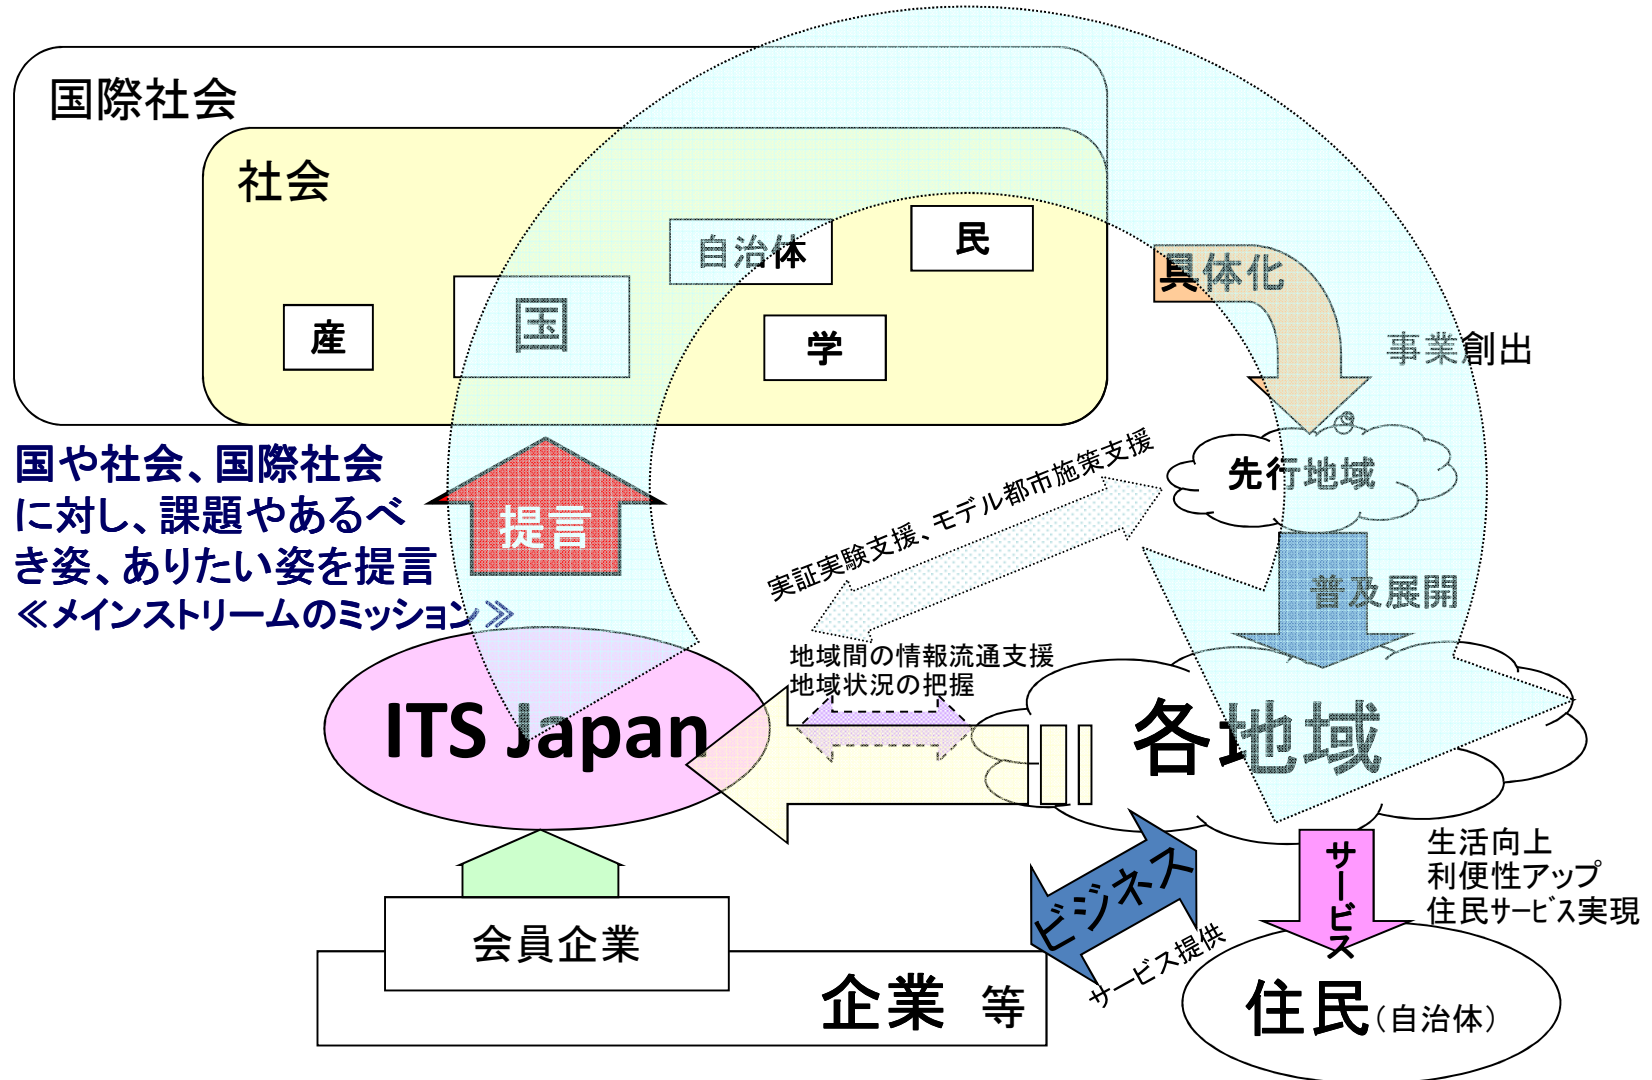 国際社会
社会
自治体
民
産
国
学
具体化
事業創出
国や社会、国際社会
に対し、課題やあるべ
き姿、ありたい姿を提言
≪メインストリームのミッション≫
提言
実証実験支援、モデル都市施策支援
先行地域
普及展開
地域間の情報流通支援
地域状況の把握
ITS Japan
各地域
ビジネス
サービス提供
サービス
生活向上
利便性アップ
住民サービス実現
会員企業
企業 等
住民(自治体)